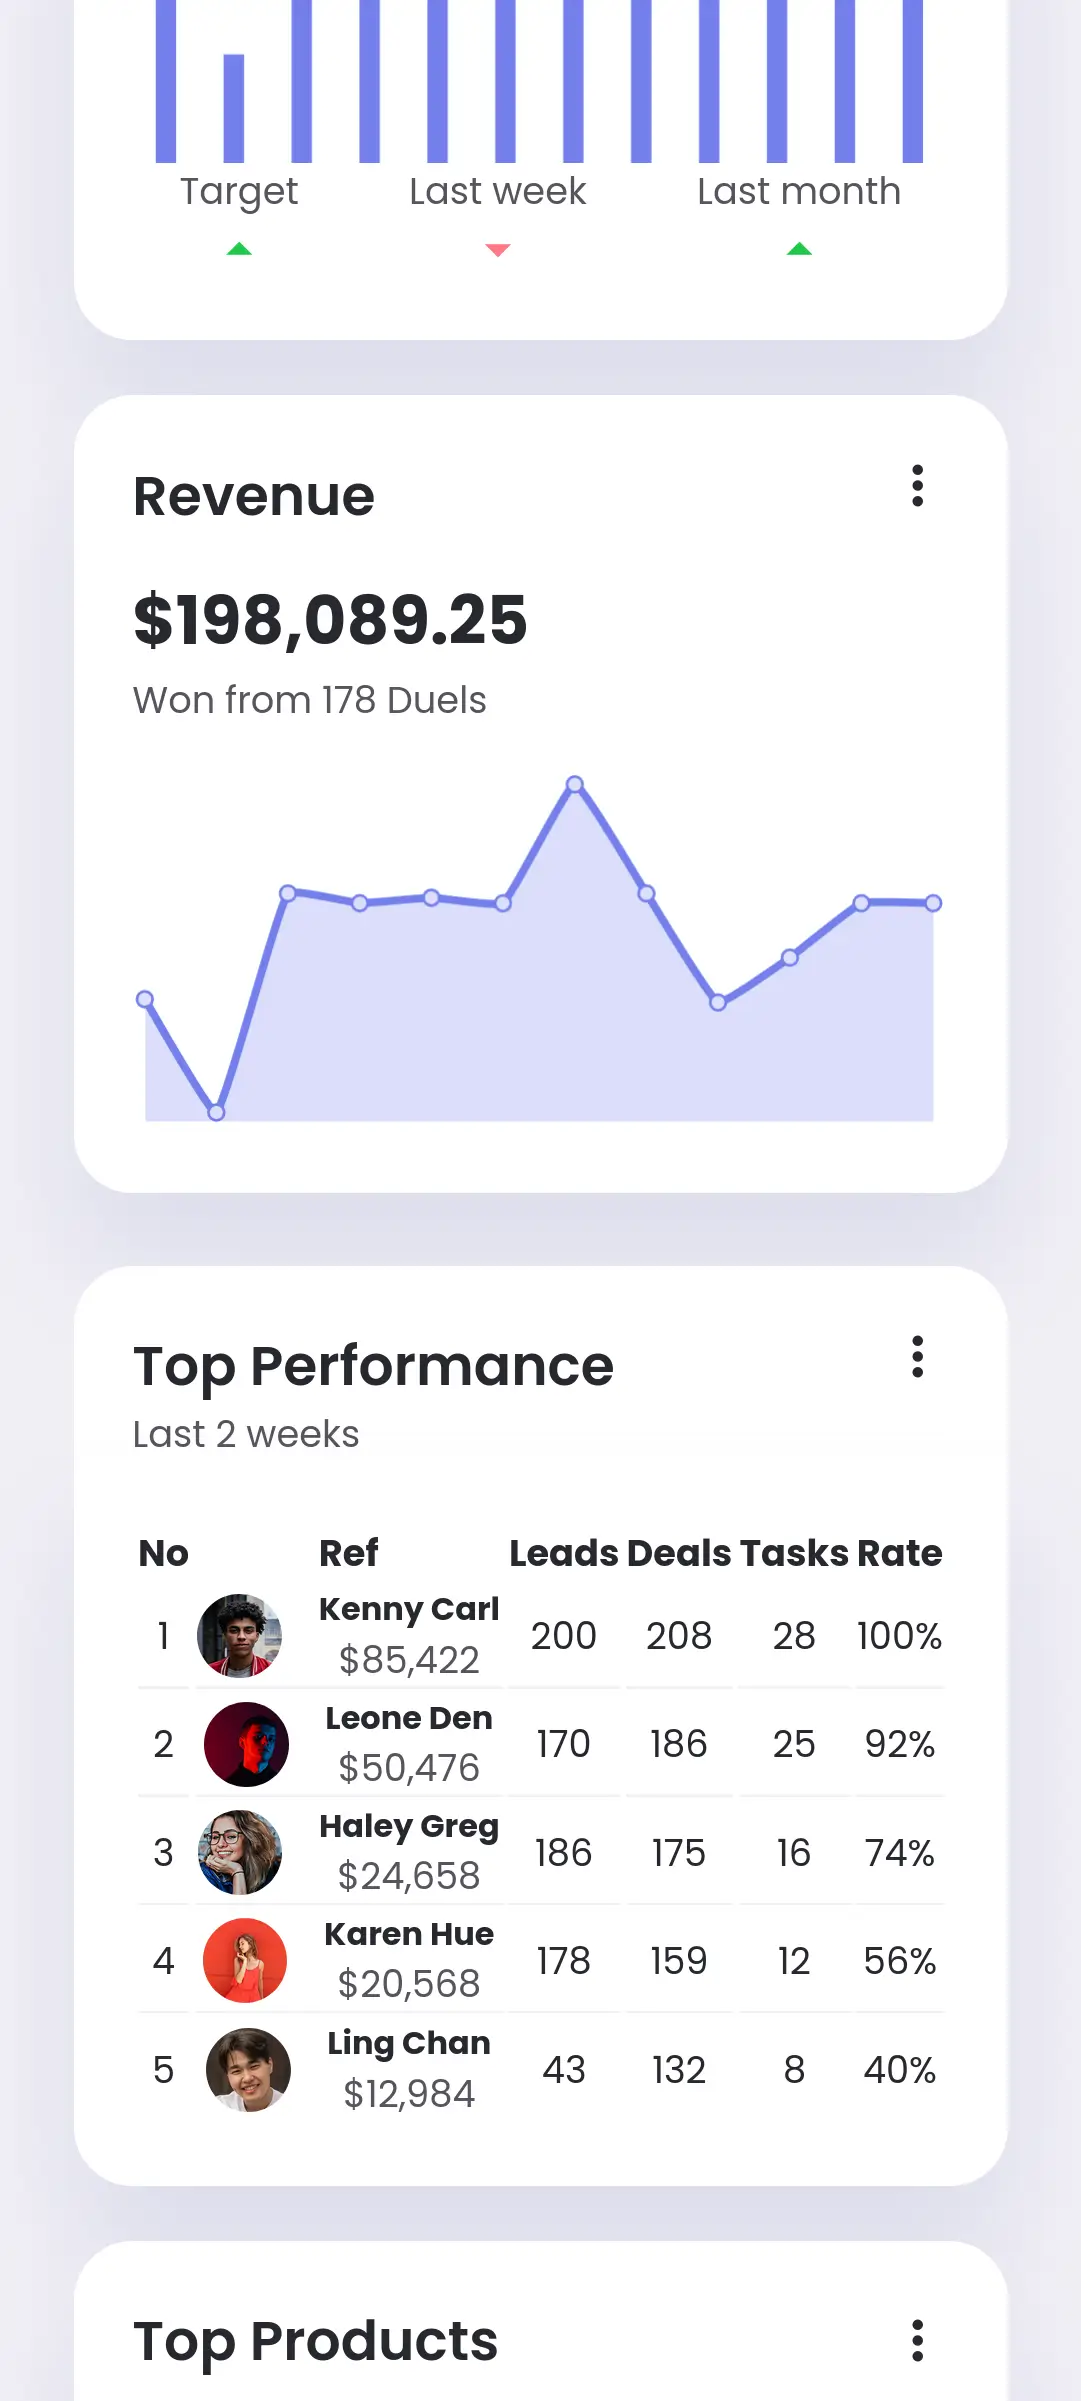 Target Last week Last month
Revenue
$198,089.25
Won from 178 Duels
Top Performance
Last 2 weeks
No Ref Leads Deals Tasks Rate
1 Kenny Carl $85,422 200 208 28 100%
2 Leone Den $50,476 170 186 25 92%
3 Haley Greg $24,658 186 175 16 74%
4 Karen Hue $20,568 178 159 12 56%
5 Ling Chan $12,984 43 132 8 40%
Top Products